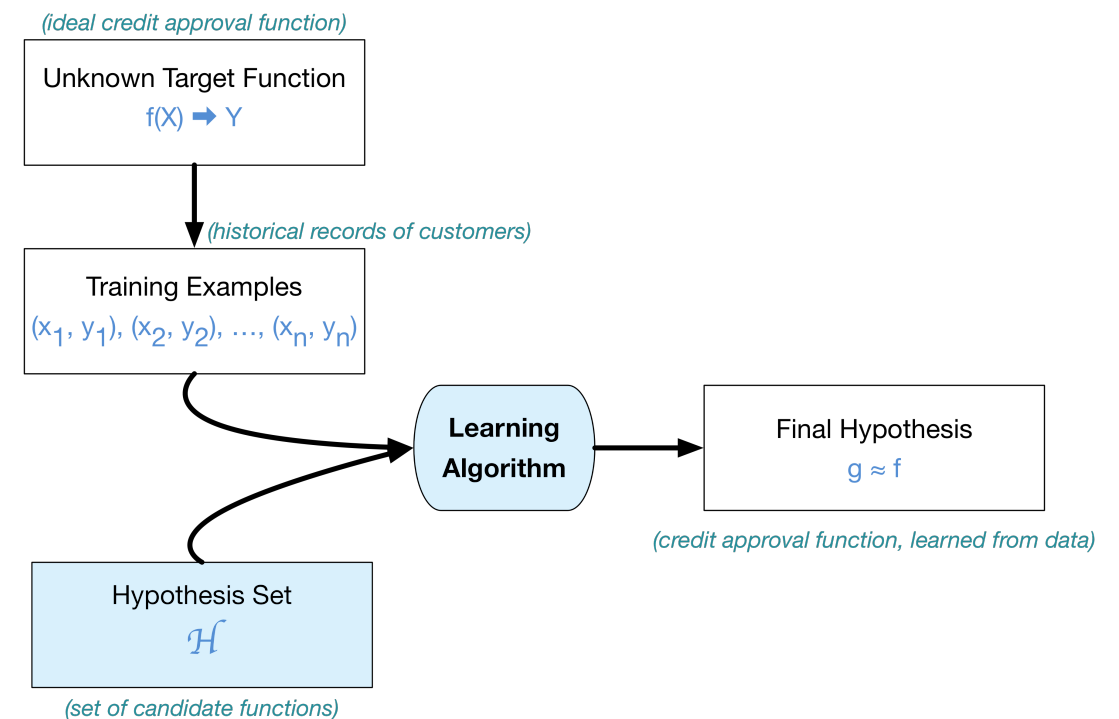 (ideal credit approval function)
Unknown Target Function
f(X) ➡ Y
(historical records of customers)
Training Examples
(x₁, y₁), (x₂, y₂), …, (xₙ, yₙ)
Learning
Algorithm
Final Hypothesis
g ≈ f
(credit approval function, learned from data)
Hypothesis Set
ℋ
(set of candidate functions)